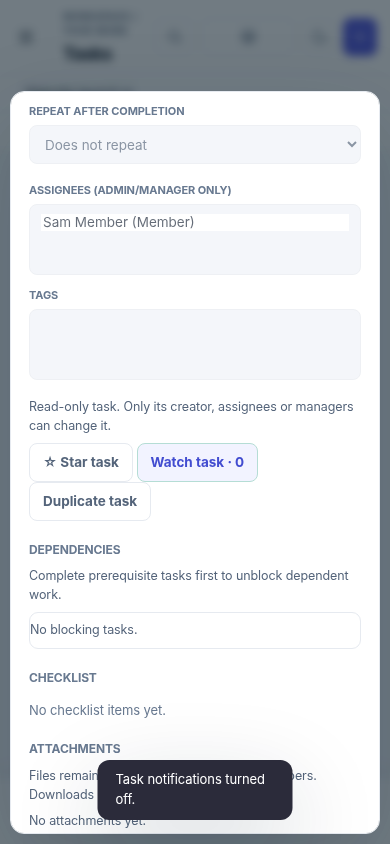 Tasks
REPEAT AFTER COMPLETION
Does not repeat
ASSIGNEES (ADMIN/MANAGER ONLY)
Sam Member (Member)
TAGS
Read-only task. Only its creator, assignees or managers
can change it.
☆ Star task
Watch task · 0
Duplicate task
DEPENDENCIES
Complete prerequisite tasks first to unblock dependent
work.
No blocking tasks.
CHECKLIST
No checklist items yet.
ATTACHMENTS
Files remain
Downloads
No attachments yet.
Task notifications turned
off.